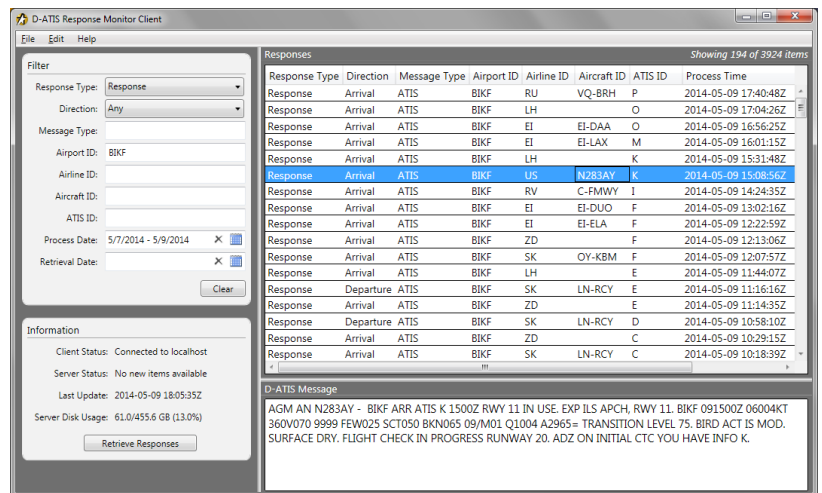 D-ATIS Response Monitor Client
File Edit Help
Filter
Response Type: Response
Direction: Any
Message Type:
Airport ID: BIKF
Airline ID:
Aircraft ID:
ATIS ID:
Process Date: 5/7/2014 - 5/9/2014
Retrieval Date:
Clear
Information
Client Status: Connected to localhost
Server Status: No new items available
Last Update: 2014-05-09 18:05:35Z
Server Disk Usage: 61.0/455.6 GB (13.0%)
Retrieve Responses
Responses Showing 194 of 3924 items
Response Type Direction Message Type Airport ID Airline ID Aircraft ID ATIS ID Process Time
Response Arrival ATIS BIKF RU VQ-BRH P 2014-05-09 17:40:48Z
Response Arrival ATIS BIKF LH O 2014-05-09 17:04:26Z
Response Arrival ATIS BIKF EI EI-DAA O 2014-05-09 16:56:25Z
Response Arrival ATIS BIKF EI EI-LAX M 2014-05-09 16:01:15Z
Response Arrival ATIS BIKF LH K 2014-05-09 15:31:48Z
Response Arrival ATIS BIKF US N283AY K 2014-05-09 15:08:56Z
Response Arrival ATIS BIKF RV C-FMWY I 2014-05-09 14:24:35Z
Response Arrival ATIS BIKF EI EI-DUO F 2014-05-09 13:02:16Z
Response Arrival ATIS BIKF EI EI-ELA F 2014-05-09 12:22:59Z
Response Arrival ATIS BIKF ZD F 2014-05-09 12:13:06Z
Response Arrival ATIS BIKF SK OY-KBM F 2014-05-09 12:07:57Z
Response Arrival ATIS BIKF LH E 2014-05-09 11:44:07Z
Response Departure ATIS BIKF SK LN-RCY E 2014-05-09 11:16:16Z
Response Arrival ATIS BIKF ZD E 2014-05-09 11:14:35Z
Response Departure ATIS BIKF SK LN-RCY D 2014-05-09 10:58:10Z
Response Arrival ATIS BIKF ZD C 2014-05-09 10:29:15Z
Response Arrival ATIS BIKF SK LN-RCY C 2014-05-09 10:18:39Z
D-ATIS Message
AGM AN N283AY - BIKF ARR ATIS K 1500Z RWY 11 IN USE. EXP ILS APCH, RWY 11. BIKF 091500Z 06004KT
360V070 9999 FEW025 SCT050 BKN065 09/M01 Q1004 A2965= TRANSITION LEVEL 75. BIRD ACT IS MOD.
SURFACE DRY. FLIGHT CHECK IN PROGRESS RUNWAY 20. ADZ ON INITIAL CTC YOU HAVE INFO K.